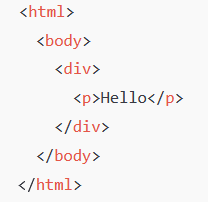 <html>
  <body>
    <div>
      <p>Hello</p>
    </div>
  </body>
</html>